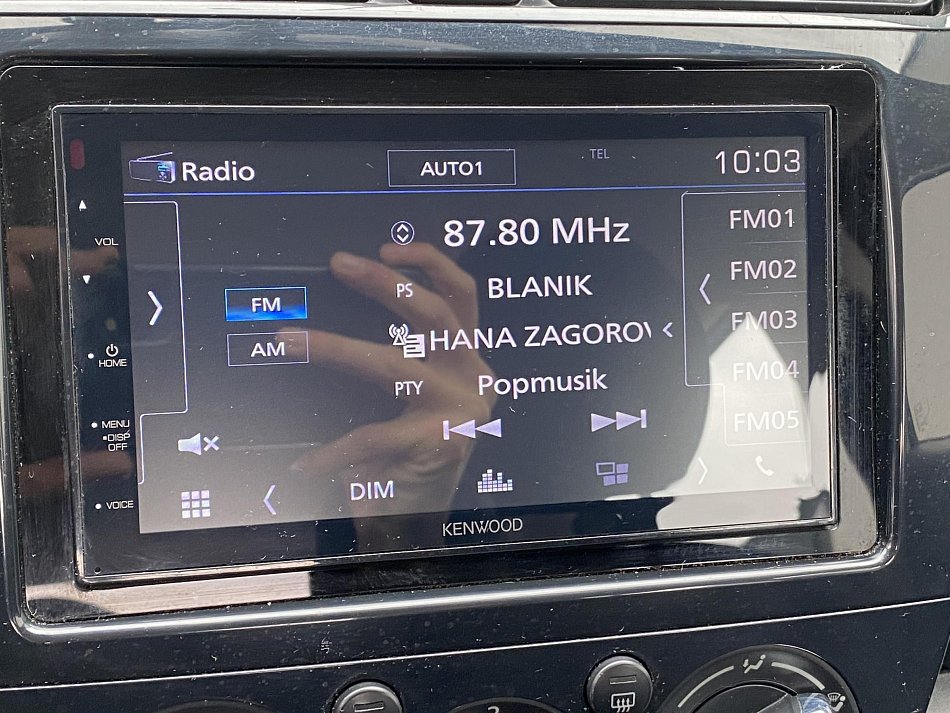 Radio
AUTO1
TEL
10:03
VOL
87.80 MHz
FM01
PS
BLANIK
FM02
FM
HANA ZAGOROV
FM03
AM
HOME
PTY
Popmusik
FM04
FM05
MENU
DISP
OFF
DIM
VOICE
KENWOOD